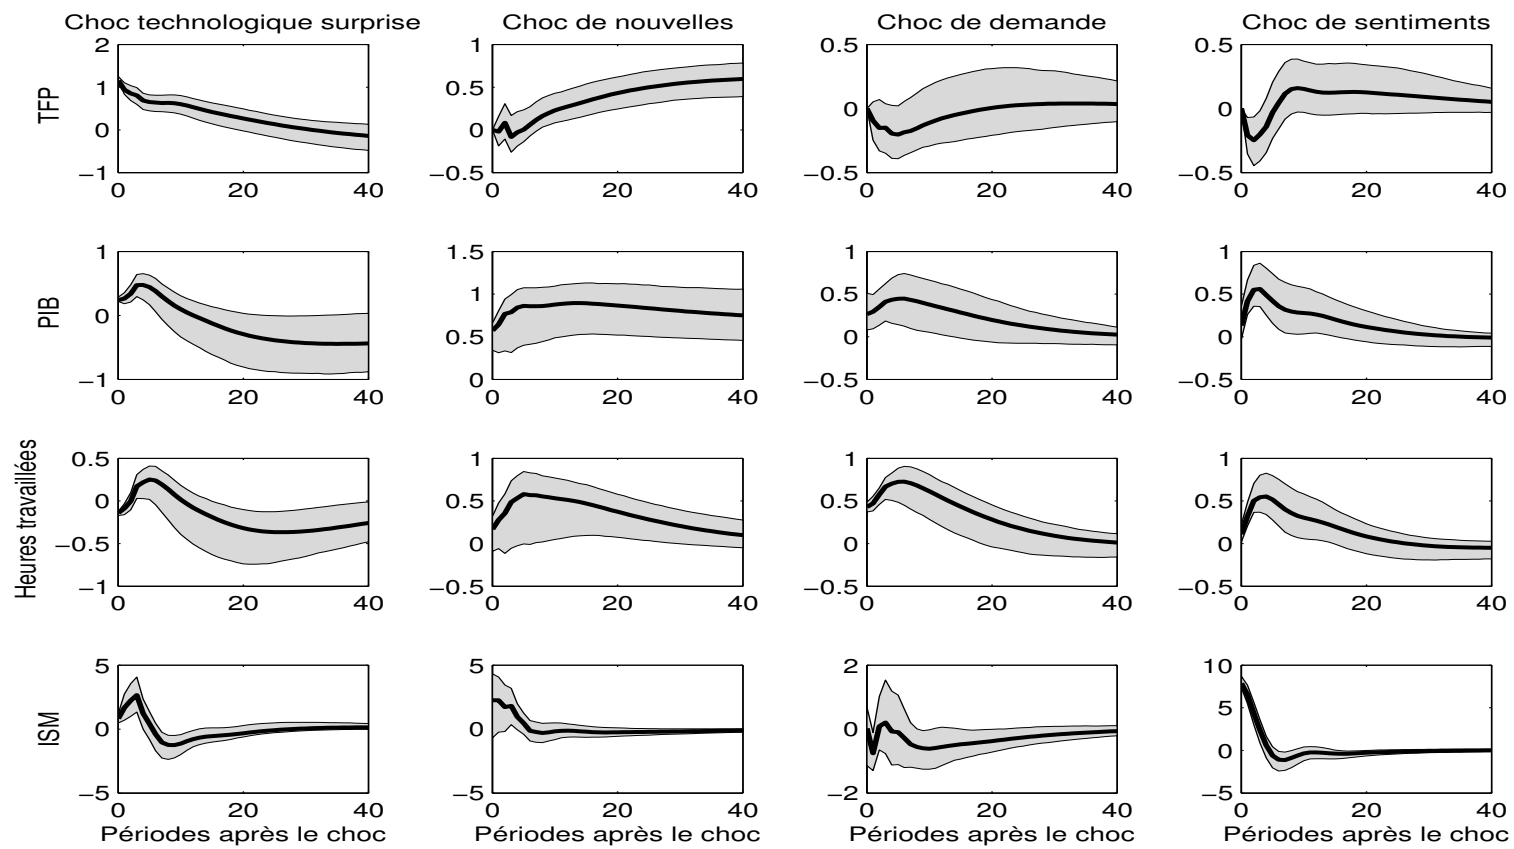 Choc technologique surprise Choc de nouvelles Choc de demande Choc de sentiments
TFP
2
1
0
−1
0 20 40
1
0.5
0
−0.5
0 20 40
0.5
0
−0.5
0 20 40
0.5
0
−0.5
0 20 40
PIB
1
0
−1
0 20 40
1.5
1
0.5
0
0 20 40
1
0.5
0
−0.5
0 20 40
1
0.5
0
−0.5
0 20 40
Heures travaillées
0.5
0
−0.5
−1
0 20 40
1
0.5
0
−0.5
0 20 40
1
0.5
0
−0.5
0 20 40
1
0.5
0
−0.5
0 20 40
ISM
5
0
−5
0 20 40
5
0
−5
0 20 40
2
0
−2
0 20 40
10
5
0
−5
0 20 40
Périodes après le choc Périodes après le choc Périodes après le choc Périodes après le choc